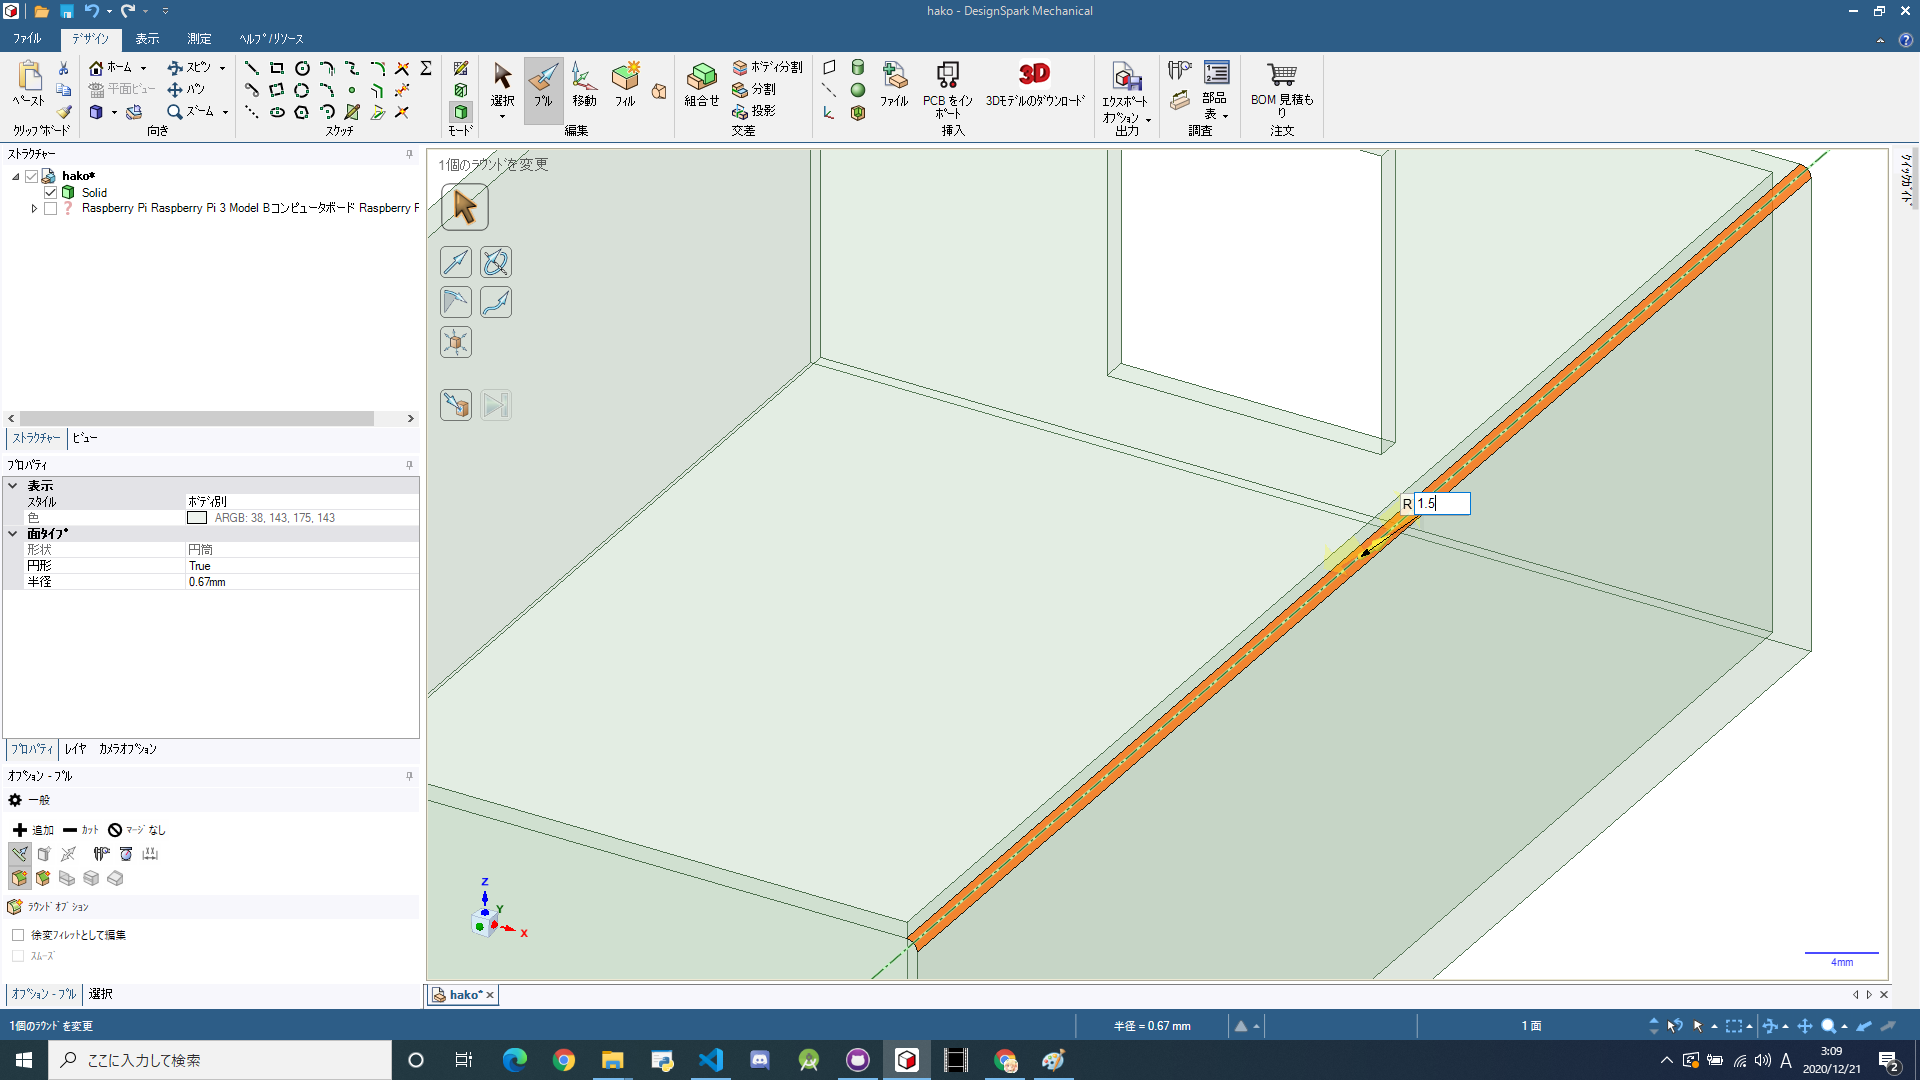 hako - DesignSpark Mechanical
ファイル デザイン 表示 測定 ヘルプ/リソース
ペースト
クリップボード
ホーム
平面ビュー
スピン
パン
ズーム
向き
スケッチ
モード
選択
プル
移動
フィル
編集
組合せ
ボディ分割
分割
投影
交差
ファイル
PCB をインポート
3D
3Dモデルのダウンロード
挿入
エクスポート
オプション
出力
部品
表
調査
BOM 見積も
り
注文
ストラクチャー
hako*
Solid
Raspberry Pi Raspberry Pi 3 Model Bコンピュータボード Raspberry P
ストラクチャー ビュー
プロパティ
表示
スタイル ボディ別
色 ARGB: 38, 143, 175, 143
面タイプ
形状 円筒
円形 True
半径 0.67mm
プロパティ レイヤ カメラオプション
オプション - プル
一般
追加 カット マージなし
ラウンド オプション
徐変フィレットとして編集
スムーズ
オプション - プル 選択
1個のラウンドを変更
R 1.5
Z
Y
X
4mm
クイックガイド
hako*
1個のラウンドを変更
半径 = 0.67 mm
1 面
ここに入力して検索
A
3:09
2020/12/21
2